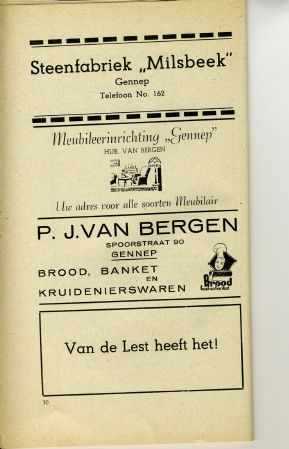 Steenfabriek „Milsbeek"
Gennep
Telefoon No. 162
Meubileerinrichting „Gennep"
HUB. VAN BERGEN
Uw adres voor alle soorten Meubilair
P. J. VAN BERGEN
SPOORSTRAAT 90
GENNEP
BROOD, BANKET
EN
KRUIDENIERSWAREN
Brood
Van de Lest heeft het!
30